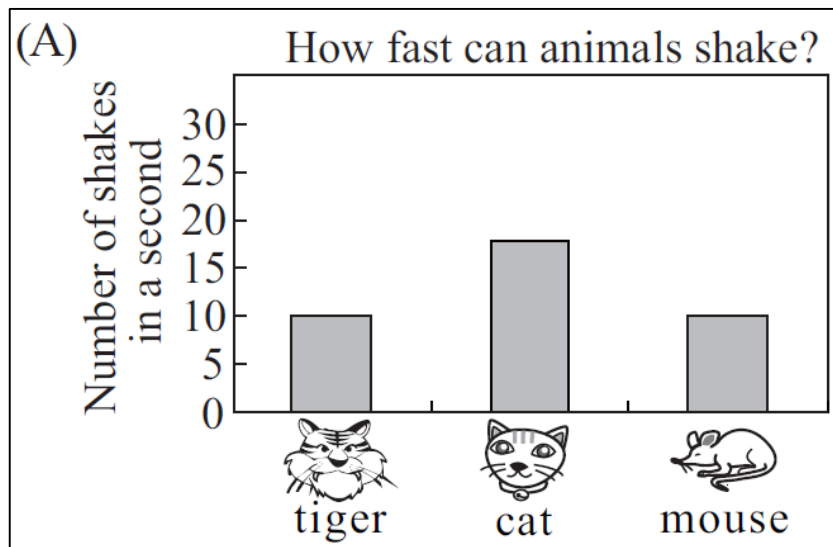 (A)
How fast can animals shake?
Number of shakes
in a second
30
25
20
15
10
5
0
tiger cat mouse